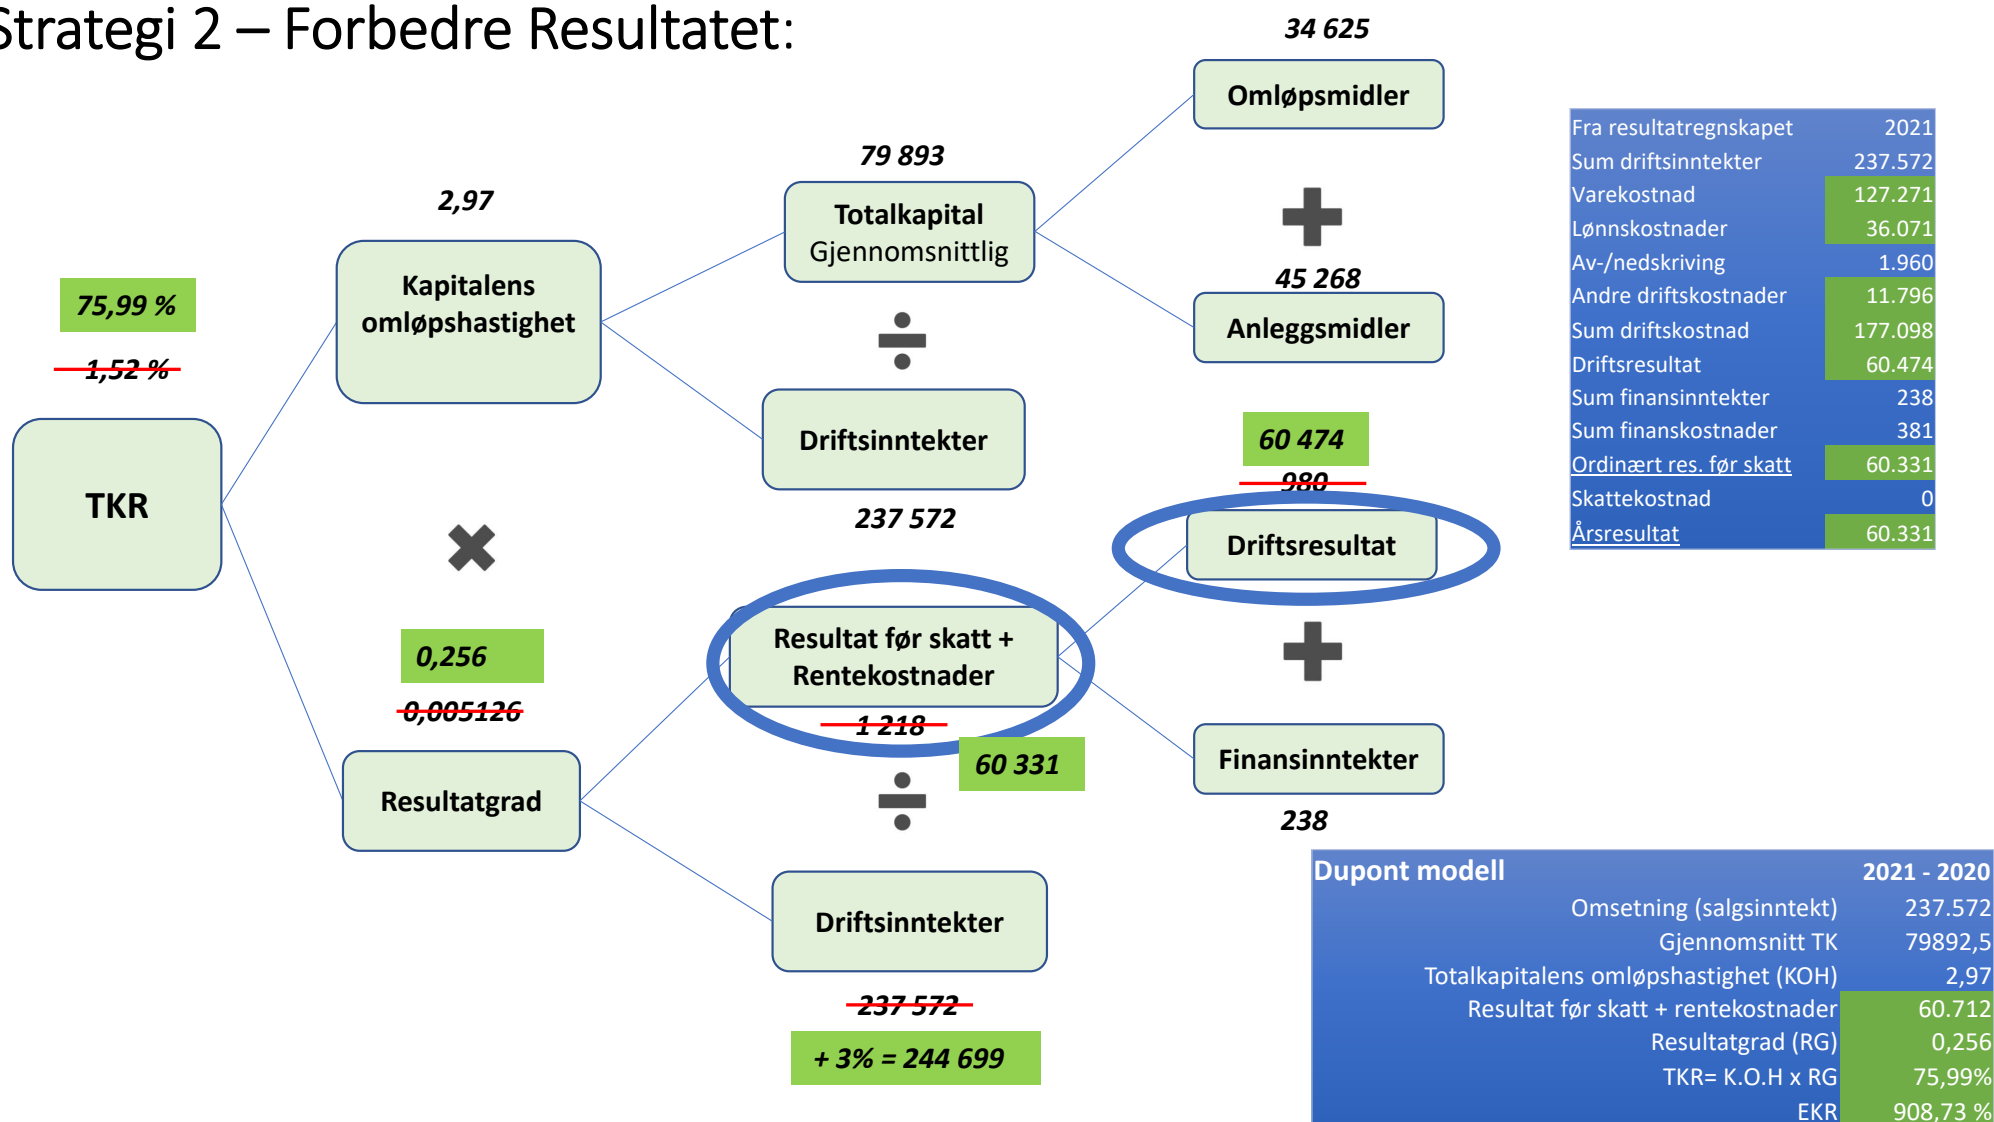 Strategi 2 – Forbedre Resultatet:
75,99 %
1,52 %
TKR
2,97
Kapitalens
omløpshastighet
0,256
0,005126
Resultatgrad
79 893
Totalkapital
Gjennomsnittlig
Driftsinntekter
237 572
Resultat før skatt +
Rentekostnader
1 218
60 331
Driftsinntekter
237 572
+ 3% = 244 699
34 625
Omløpsmidler
45 268
Anleggsmidler
60 474
980
Driftsresultat
Finansinntekter
238
Fra resultatregnskapet 2021
Sum driftsinntekter 237.572
Varekostnad 127.271
Lønnskostnader 36.071
Av-/nedskriving 1.960
Andre driftskostnader 11.796
Sum driftskostnad 177.098
Driftsresultat 60.474
Sum finansinntekter 238
Sum finanskostnader 381
Ordinært res. før skatt 60.331
Skattekostnad 0
Årsresultat 60.331
Dupont modell 2021 - 2020
Omsetning (salgsinntekt) 237.572
Gjennomsnitt TK 79892,5
Totalkapitalens omløpshastighet (KOH) 2,97
Resultat før skatt + rentekostnader 60.712
Resultatgrad (RG) 0,256
TKR= K.O.H x RG 75,99%
EKR 908,73 %